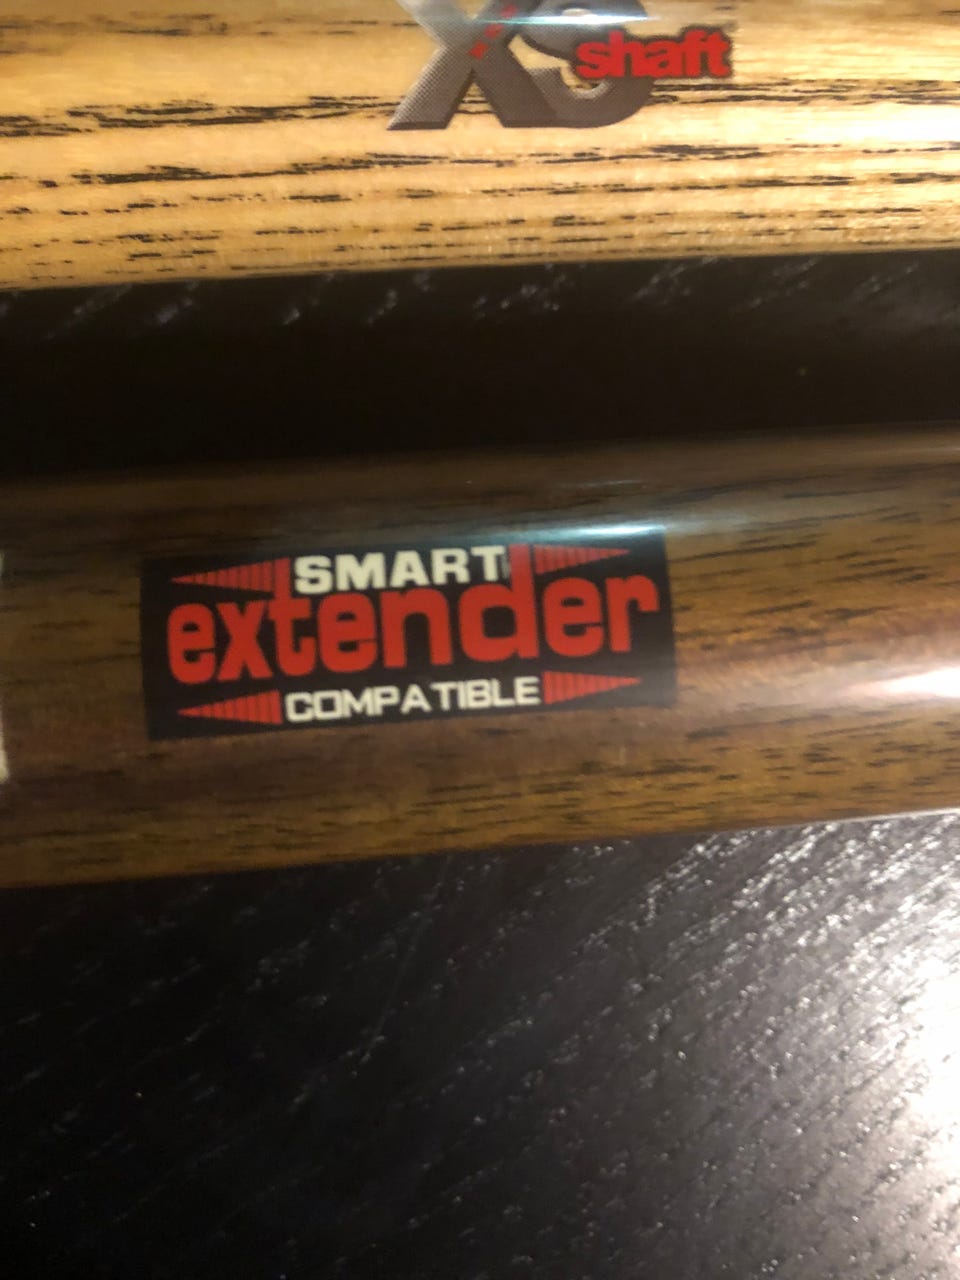 XS shaft
SMART
extender
COMPATIBLE